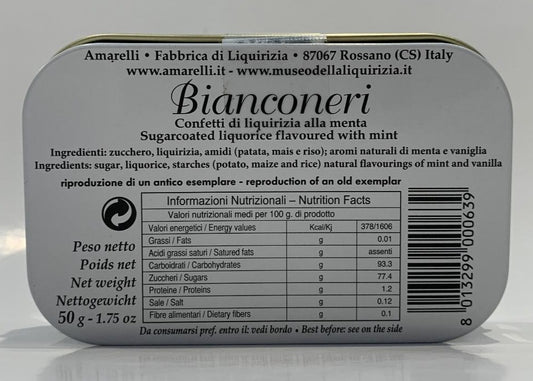 Amarelli • Fabbrica di Liquirizia • 87067 Rossano (CS) Italy
www.amarelli.it - www.museodellaliquirizia.it
Bianconeri
Confetti di liquirizia alla menta
Sugarcoated liquorice flavoured with mint
Ingredienti: zucchero, liquirizia, amidi (patata, mais e riso); aromi naturali di menta e vaniglia
Ingredients: sugar, liquorice, starches (potato, maize and rice) natural flavourings of mint and vanilla
riproduzione di un antico esemplare - reproduction of an old exemplar
Informazioni Nutrizionali – Nutrition Facts
Valori nutrizionali medi per 100 g. di prodotto
Valori energetici / Energy values Kcal/Kj 378/1606
Grassi / Fats g 0.01
Acidi grassi saturi / Satured fats g assenti
Carboidrati / Carbohydrates g 93.3
Zuccheri / Sugars g 77.4
Proteine / Proteins g 1.2
Sale / Salt g 0.12
Fibre alimentari / Dietary fibers g 0.1
Peso netto
Poids net
Net weight
Nettogewicht
50 g - 1.75 oz
Da consumarsi pref. entro il: vedi bordo • Best before: see on the side
8 013299 000639